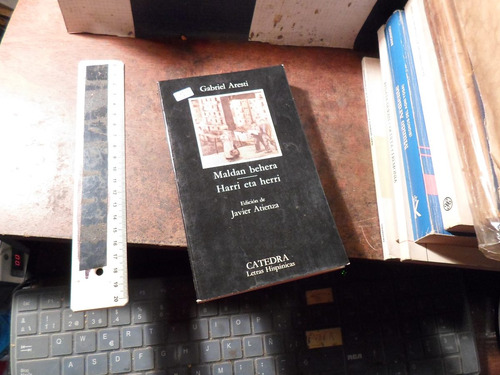 Gabriel Aresti
Maldan behera
Harri eta herri
Edición de
Javier Atienza
CATEDRA
Letras Hispánicas